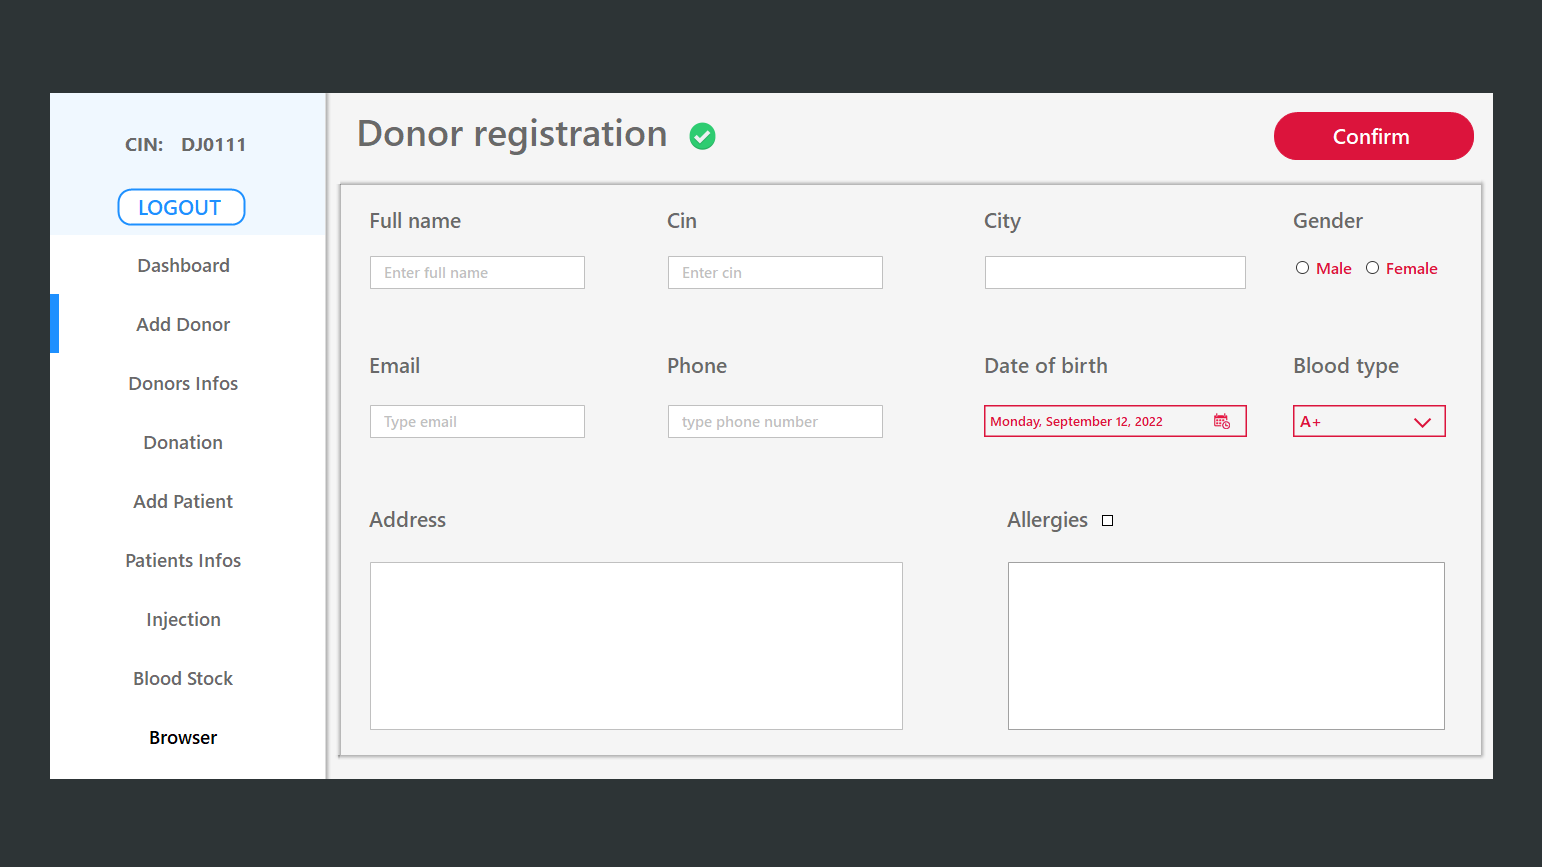 CIN: DJ0111
LOGOUT
Dashboard
Add Donor
Donors Infos
Donation
Add Patient
Patients Infos
Injection
Blood Stock
Browser
Donor registration
Confirm
Full name
Cin
City
Gender
Enter full name
Enter cin
Male
Female
Email
Phone
Date of birth
Blood type
Type email
type phone number
Monday, September 12, 2022
A+
Address
Allergies